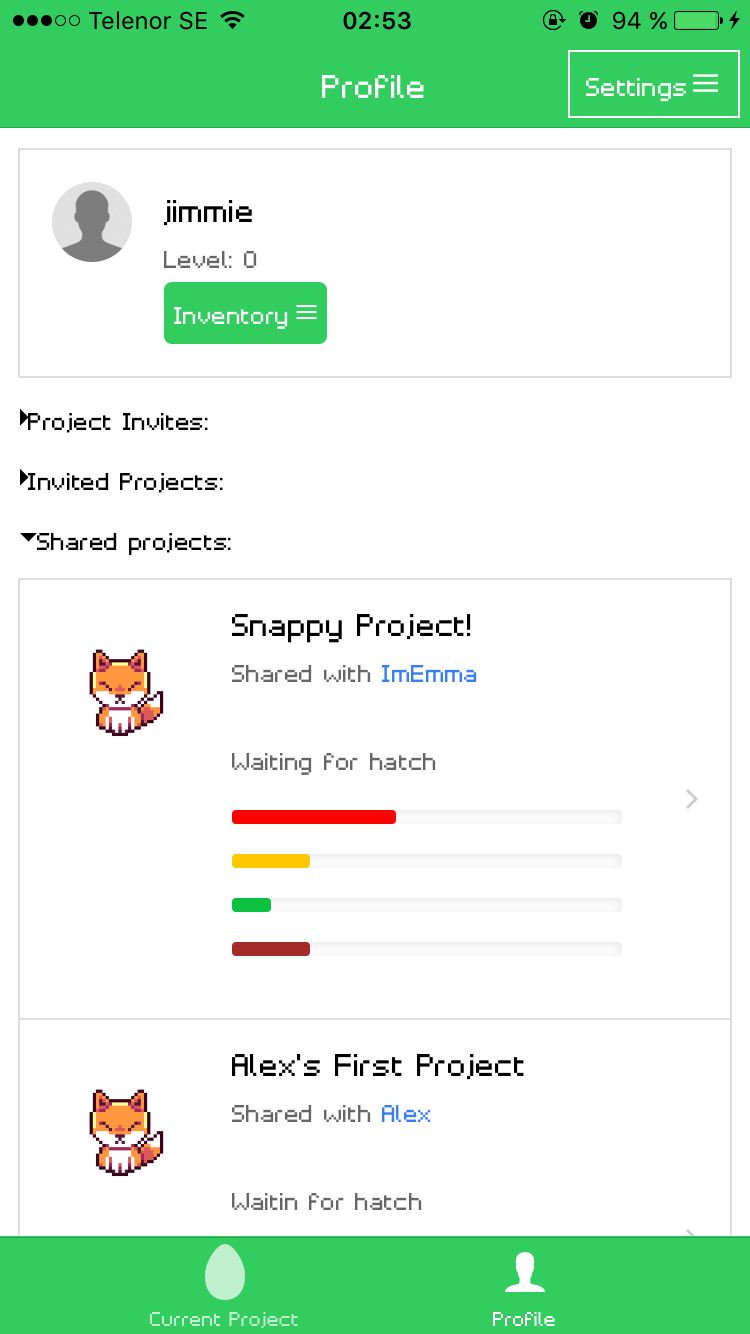 Telenor SE 02:53 94 %
Profile
Settings
jimmie
Level: 0
Inventory
Project Invites:
Invited Projects:
Shared projects:
Snappy Project!
Shared with ImEmma
Waiting for hatch
Alex's First Project
Shared with Alex
Waitin for hatch
Current Project Profile